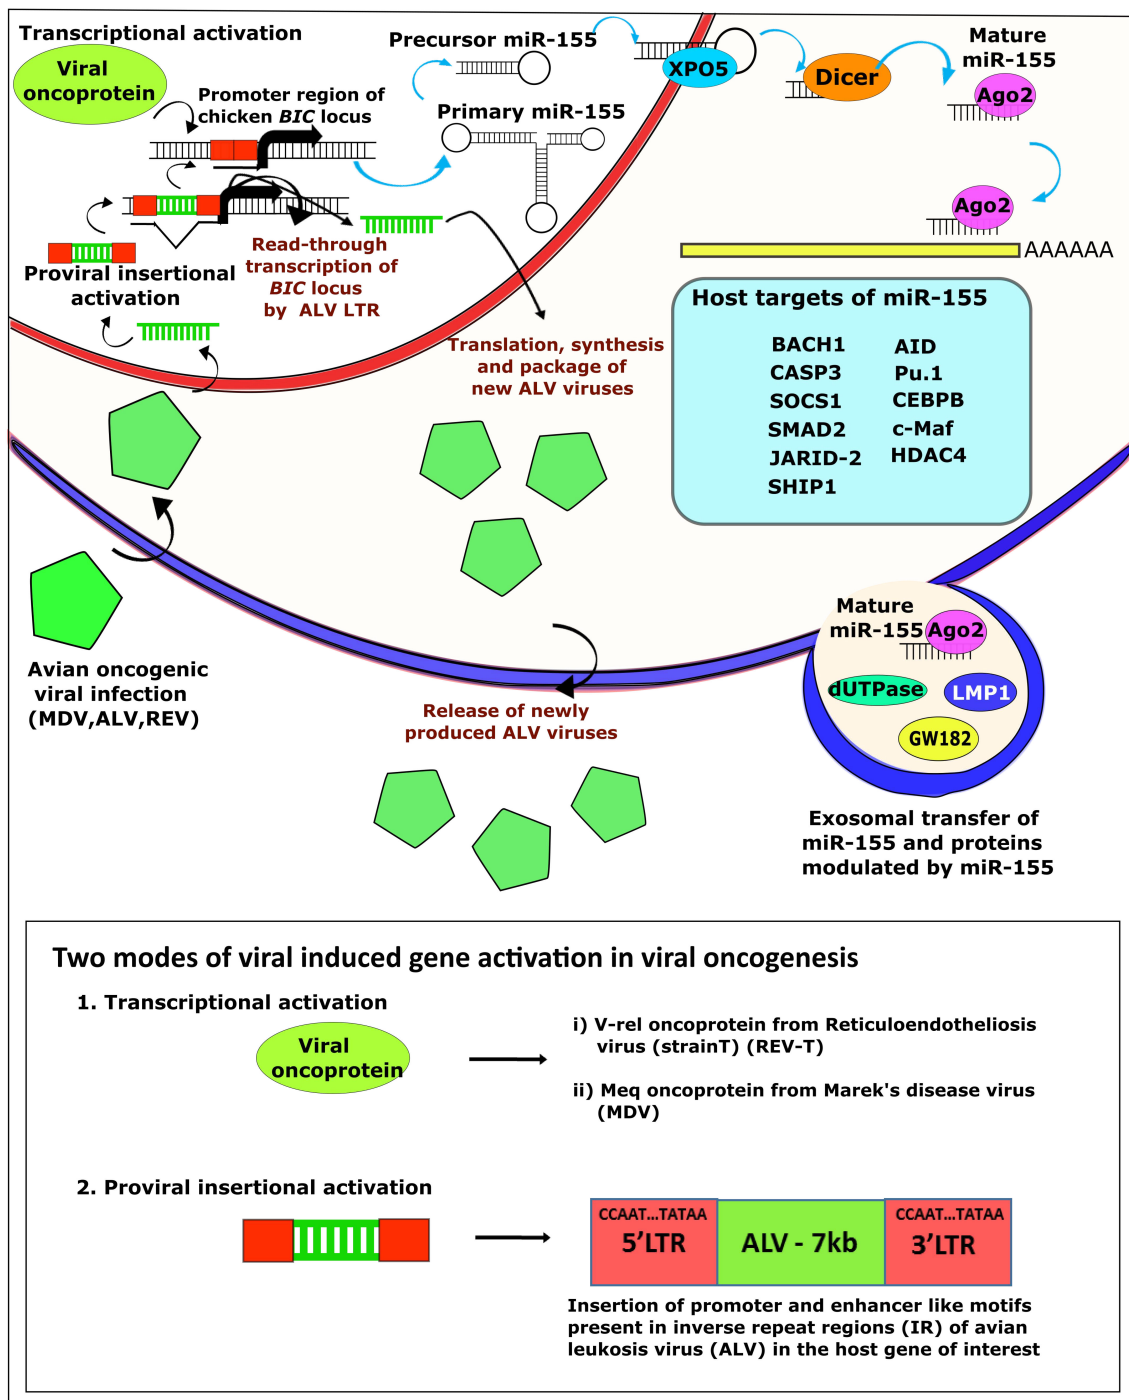 Transcriptional activation
Viral
oncoprotein
Promoter region of
chicken BIC locus
Precursor miR-155
Primary miR-155
XPO5
Dicer
Mature
miR-155
Ago2
Ago2
AAAAAA
Read-through
transcription of
BIC locus
by ALV LTR
Proviral insertional
activation
Translation, synthesis
and package of
new ALV viruses
Host targets of miR-155
BACH1
CASP3
SOCS1
SMAD2
JARID-2
SHIP1
AID
Pu.1
CEBPB
c-Maf
HDAC4
Avian oncogenic
viral infection
(MDV,ALV,REV)
Release of newly
produced ALV viruses
Mature
miR-155
Ago2
dUTPase
LMP1
GW182
Exosomal transfer of
miR-155 and proteins
modulated by miR-155
Two modes of viral induced gene activation in viral oncogenesis
1. Transcriptional activation
Viral
oncoprotein
i) V-rel oncoprotein from Reticuloendotheliosis
virus (strainT) (REV-T)
ii) Meq oncoprotein from Marek's disease virus
(MDV)
2. Proviral insertional activation
CCAAT...TATAA
5’LTR
ALV - 7kb
CCAAT...TATAA
3’LTR
Insertion of promoter and enhancer like motifs
present in inverse repeat regions (IR) of avian
leukosis virus (ALV) in the host gene of interest